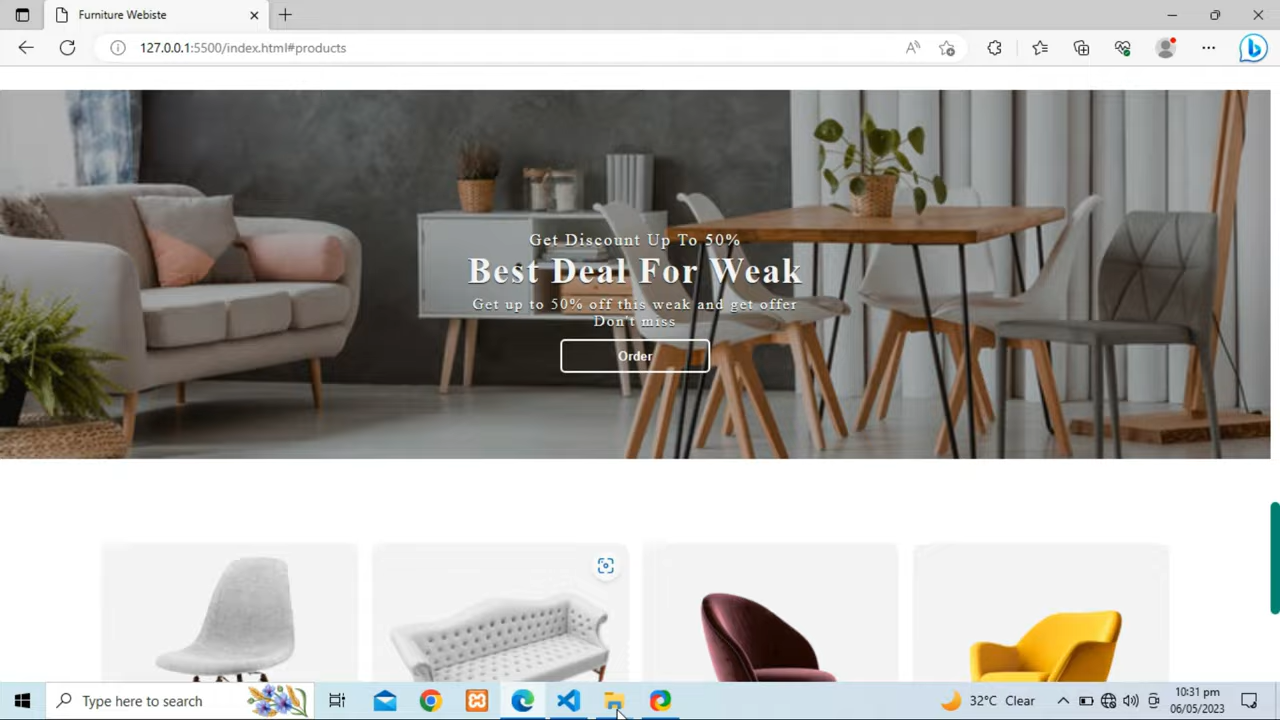 Furniture Webiste
127.0.0.1:5500/index.html#products
Get Discount Up To 50%
Best Deal For Weak
Get up to 50% off this weak and get offer
Don't miss
Order
Type here to search
32°C Clear
10:31 pm
06/05/2023